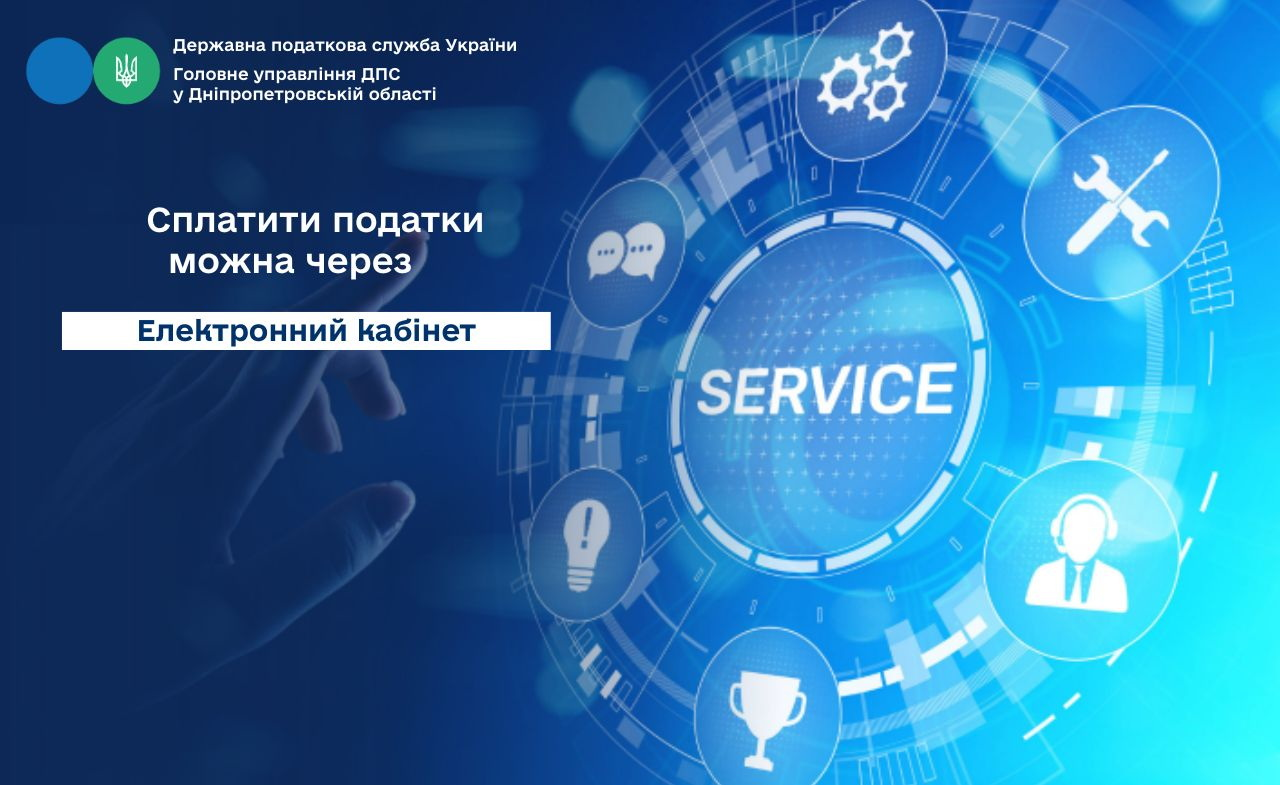 Державна податкова служба України
Головне управління ДПС
у Дніпропетровській області
Сплатити податки
можна через
Електронний кабінет
SERVICE